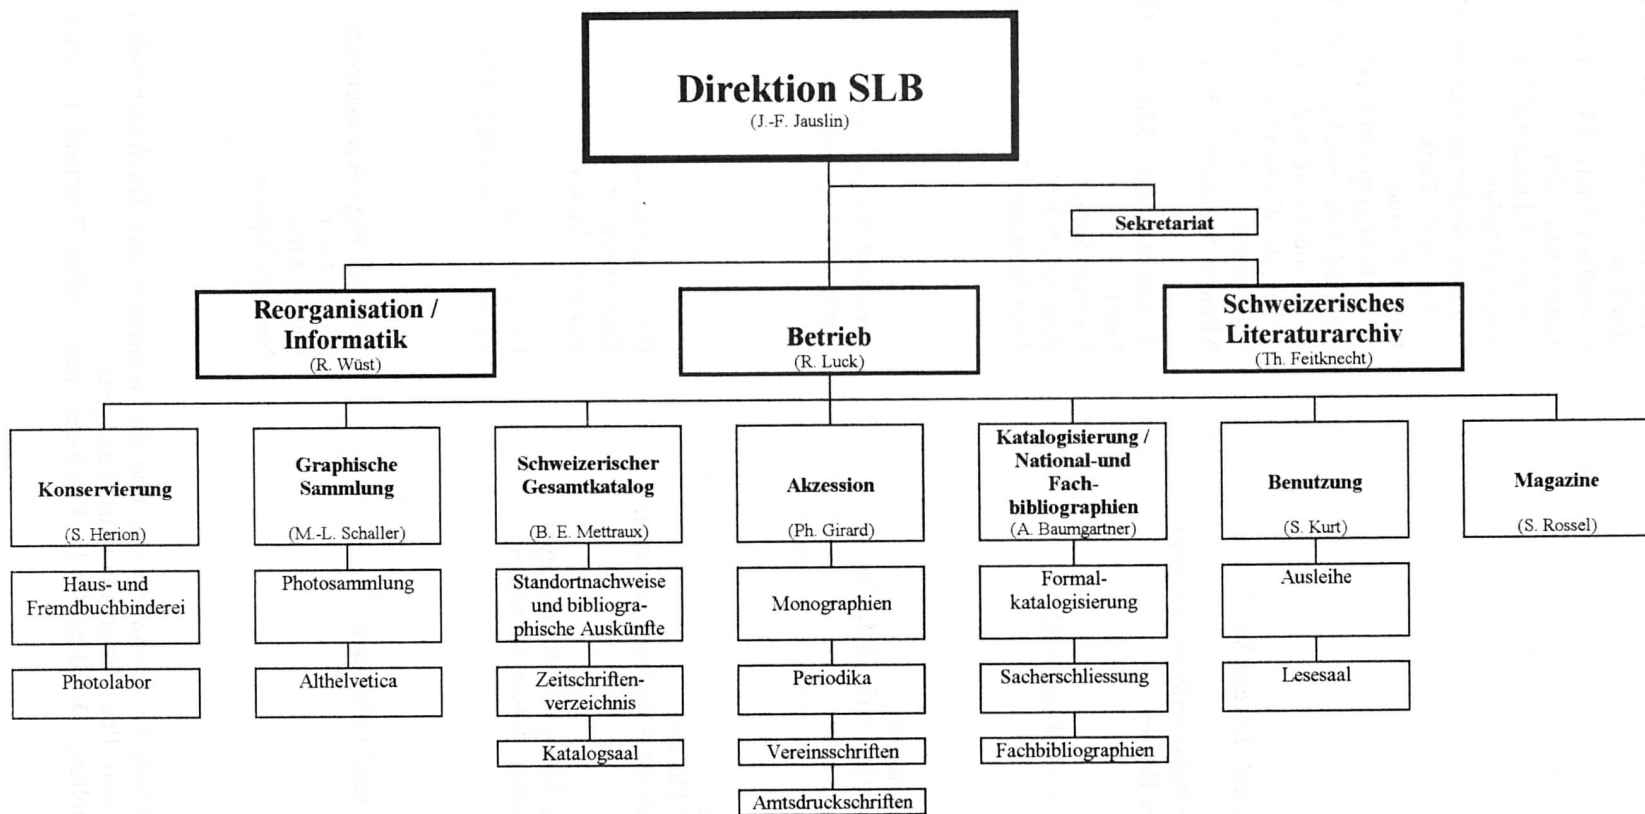 Direktion SLB
(J.-F. Jauslin)
Sekretariat
Reorganisation /
Informatik
(R. Wüst)
Betrieb
(R. Luck)
Schweizerisches
Literaturarchiv
(Th. Feitknecht)
Konservierung
(S. Herion)
Haus- und
Fremdbuchbinderei
Photolabor
Graphische
Sammlung
(M.-L. Schaller)
Photosammlung
Althelvetica
Schweizerischer
Gesamtkatalog
(B. E. Mettraux)
Standortnachweise
und bibliogra-
phische Auskünfte
Zeitschriften-
verzeichnis
Katalogsaal
Akzession
(Ph. Girard)
Monographien
Periodika
Vereinsschriften
Amtsdruckschriften
Katalogisierung /
National-und
Fach-
bibliographien
(A. Baumgartner)
Formal-
katalogisierung
Sacherschliessung
Fachbibliographien
Benutzung
(S. Kurt)
Ausleihe
Lesesaal
Magazine
(S. Rossel)